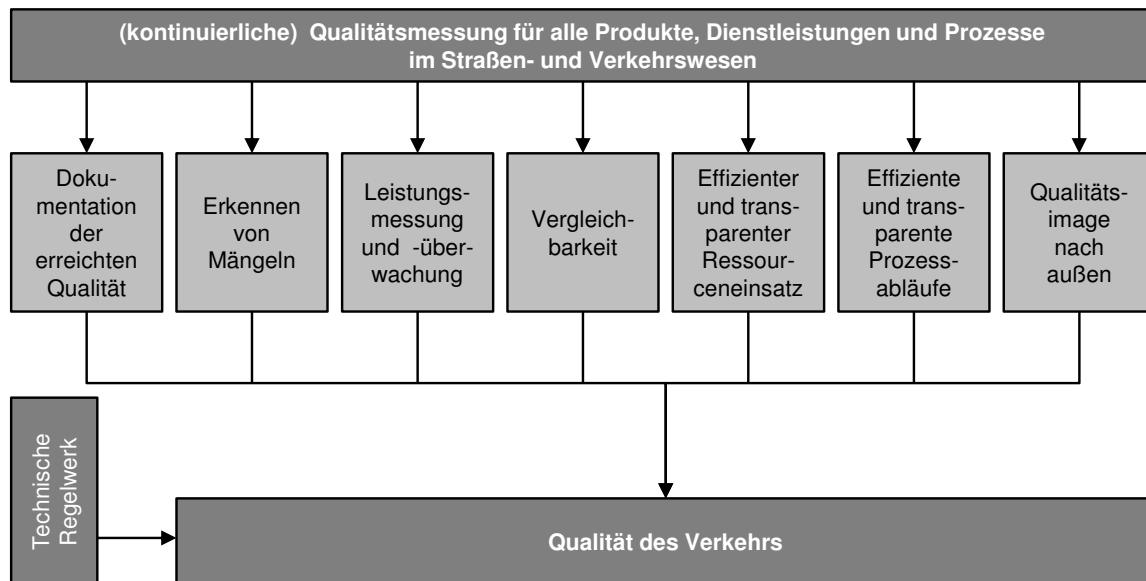 (kontinuierliche) Qualitätsmessung für alle Produkte, Dienstleistungen und Prozesse
im Straßen- und Verkehrswesen
Doku-
mentation
der
erreichten
Qualität
Erkennen
von
Mängeln
Leistungs-
messung
und -über-
wachung
Vergleich-
barkeit
Effizienter
und trans-
parenter
Ressour-
ceneinsatz
Effiziente
und trans-
parente
Prozess-
abläufe
Qualitäts-
image
nach
außen
Technische
Regelwerk
Qualität des Verkehrs